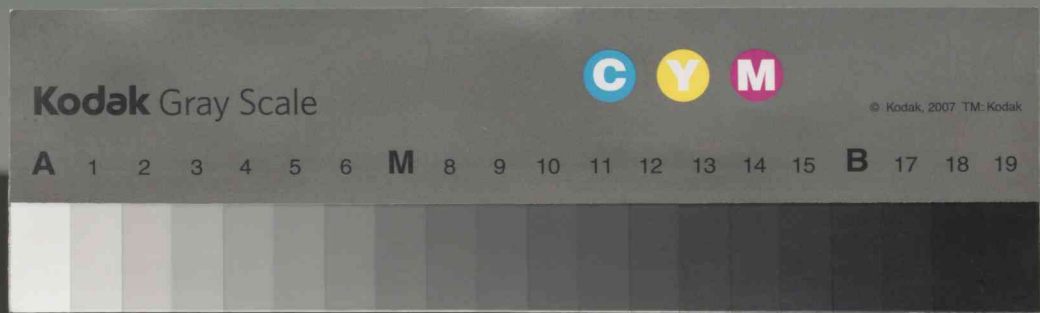 C Y M
Kodak Gray Scale
© Kodak, 2007 TM: Kodak
A 1 2 3 4 5 6 M 8 9 10 11 12 13 14 15 B 17 18 19